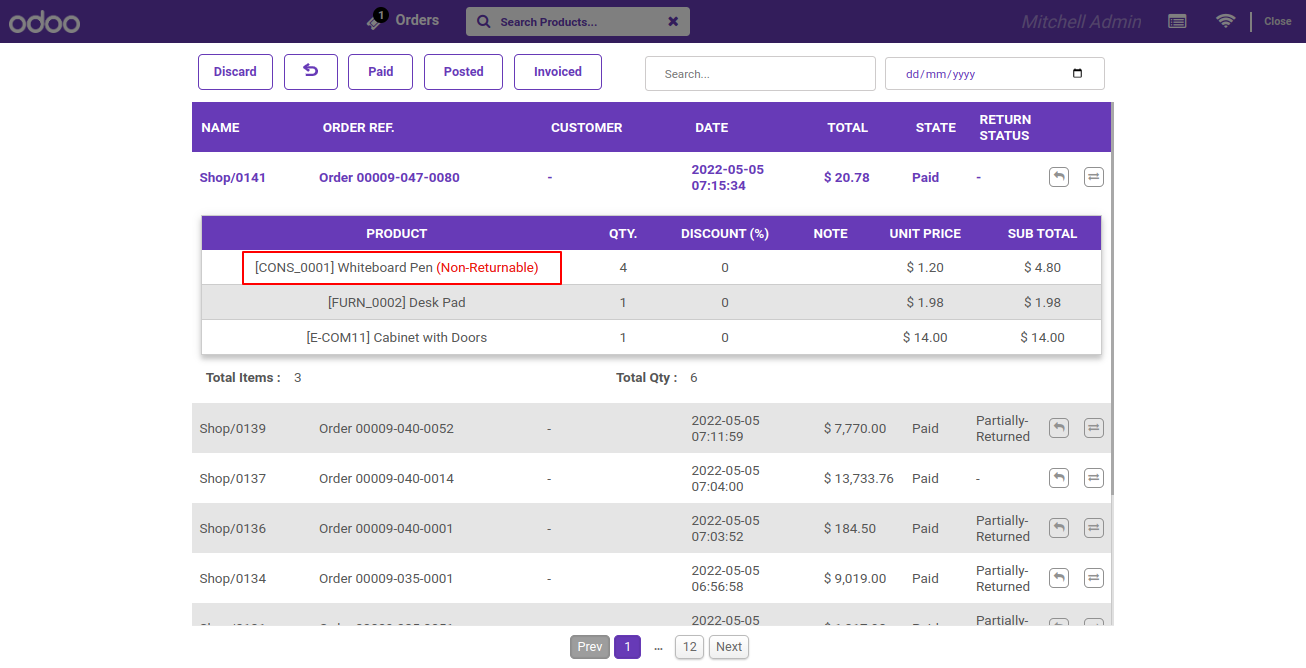 odoo
1
Orders
Search Products...
Mitchell Admin
Close
Discard
Paid
Posted
Invoiced
Search...
dd/mm/yyyy
NAME ORDER REF. CUSTOMER DATE TOTAL STATE RETURN STATUS
Shop/0141 Order 00009-047-0080 - 2022-05-05 07:15:34 $ 20.78 Paid -
PRODUCT QTY. DISCOUNT (%) NOTE UNIT PRICE SUB TOTAL
[CONS_0001] Whiteboard Pen (Non-Returnable) 4 0 $ 1.20 $ 4.80
[FURN_0002] Desk Pad 1 0 $ 1.98 $ 1.98
[E-COM11] Cabinet with Doors 1 0 $ 14.00 $ 14.00
Total Items : 3 Total Qty : 6
Shop/0139 Order 00009-040-0052 - 2022-05-05 07:11:59 $ 7,770.00 Paid Partially-Returned
Shop/0137 Order 00009-040-0014 - 2022-05-05 07:04:00 $ 13,733.76 Paid -
Shop/0136 Order 00009-040-0001 - 2022-05-05 07:03:52 $ 184.50 Paid Partially-Returned
Shop/0134 Order 00009-035-0001 - 2022-05-05 06:56:58 $ 9,019.00 Paid Partially-Returned
2022-05-05 Partially-
Prev 1 ... 12 Next